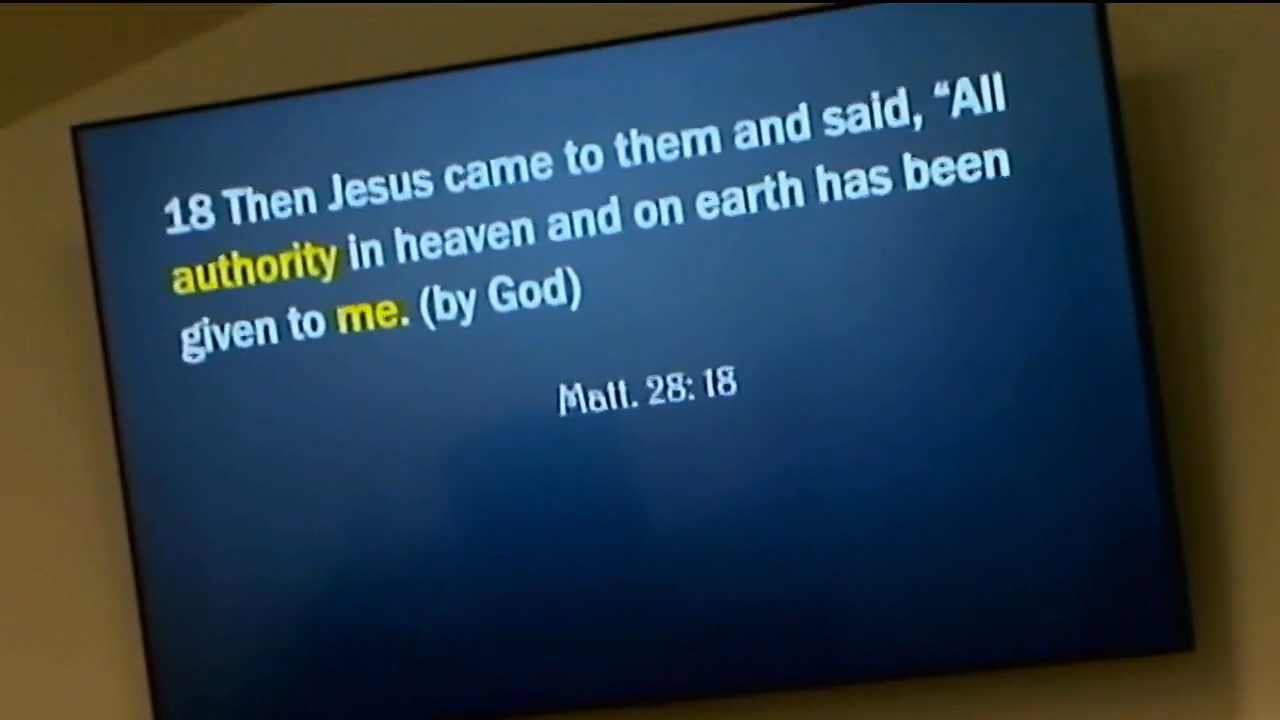 18 Then Jesus came to them and said, “All
authority in heaven and on earth has been
given to me. (by God)
Matt. 28: 18